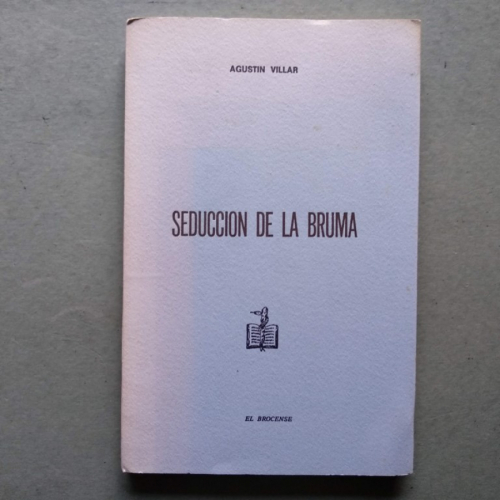 AGUSTIN VILLAR
SEDUCCION DE LA BRUMA
EL BROCENSE